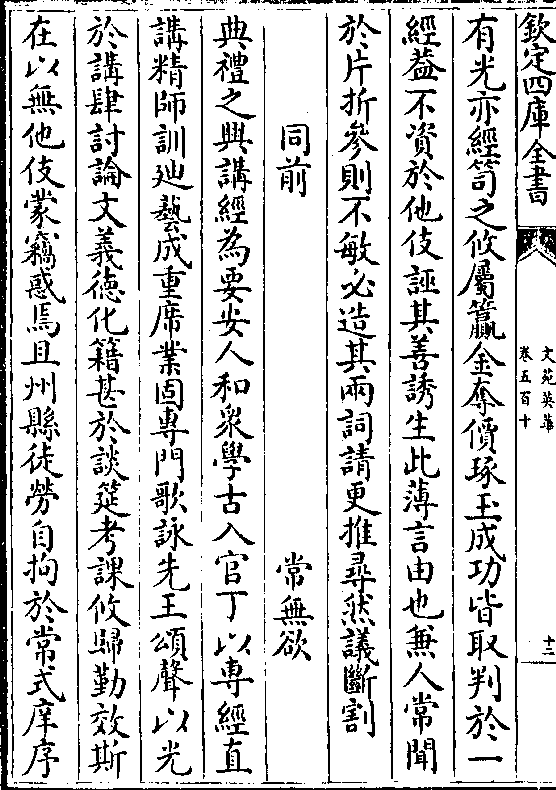 欽定四庫全書
文苑英華
卷五百十
十三
有光亦經笥之攸屬籯金奪價琢玉成功皆取判於一
經葢不資於他伎誣其善誘生此薄言由也無人常聞
於片折參則不敏必造其兩詞請更推尋然議斷割
同前
常無欲
典禮之興講經為要安人和衆學古入官丁以專經直
講精師訓廸藝成重席業固專門歌詠先王頌聲以光
於講肆討論文義徳化籍甚於談筵考課攸歸勤效斯
在以無他伎蒙竊惑焉且州縣徒勞自拘於常式庠序